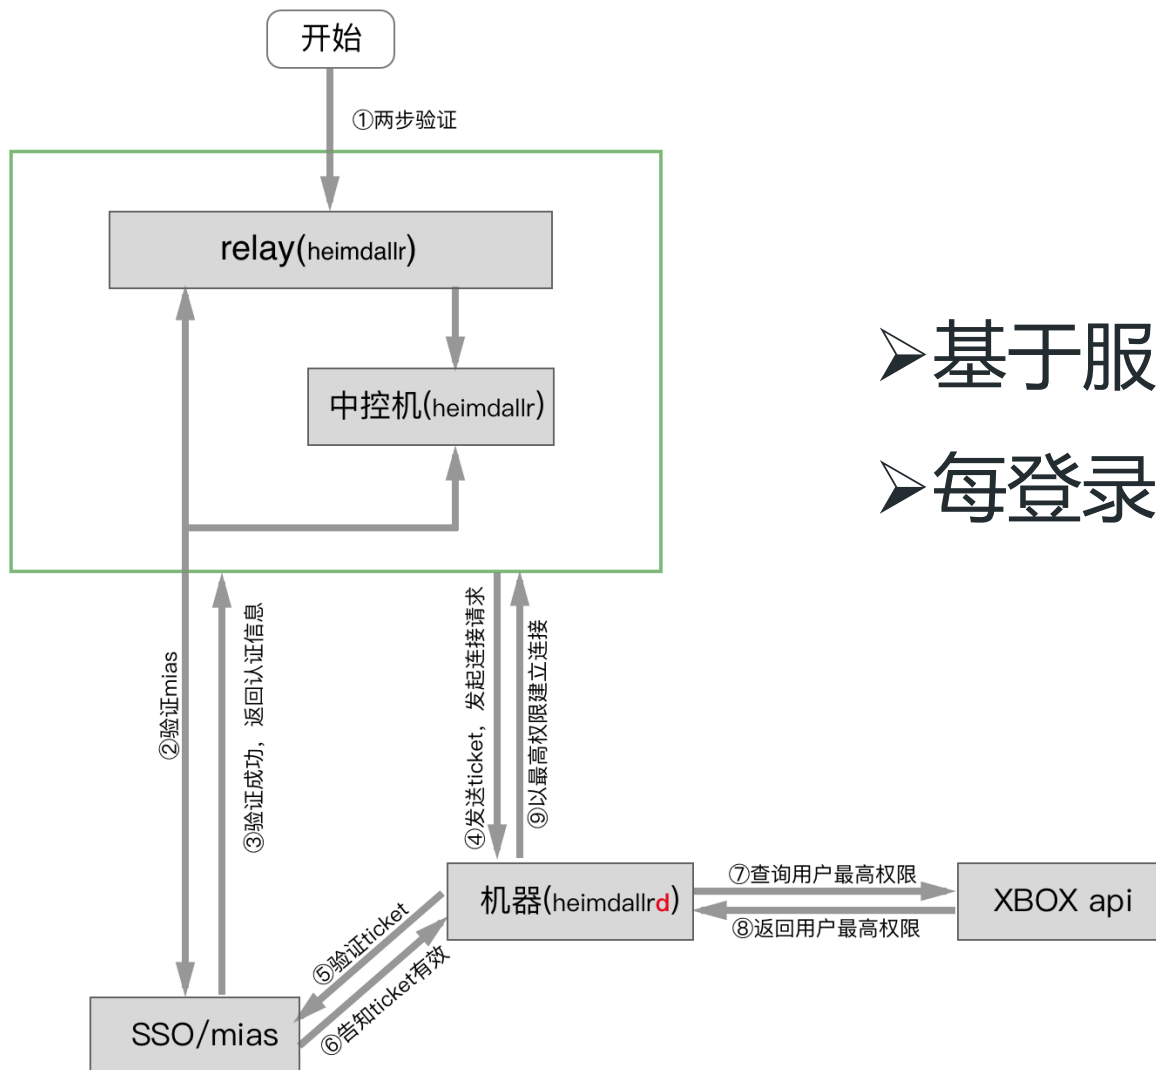 开始
①两步验证
relay(heimdallr)
中控机(heimdallr)
➢基于服
➢每登录
②验证mias
③验证成功，返回认证信息
④发送ticket，发起连接请求
⑨以最高权限建立连接
机器(heimdallrd)
⑦查询用户最高权限
⑧返回用户最高权限
XBOX api
⑤验证ticket
⑥告知ticket有效
SSO/mias